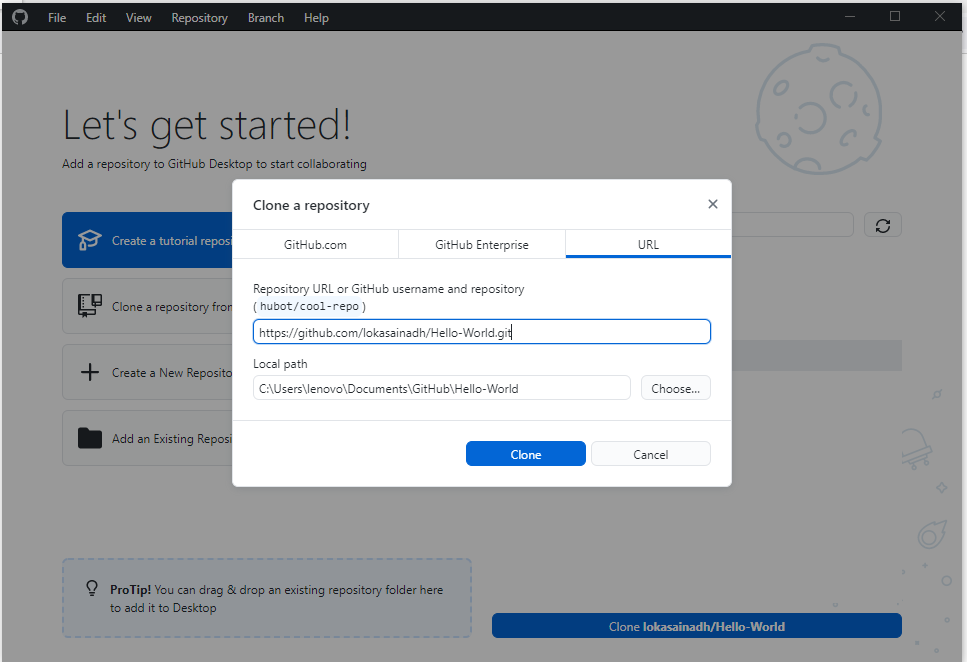 File Edit View Repository Branch Help
Let's get started!
Add a repository to GitHub Desktop to start collaborating
Create a tutorial reposi
Clone a repository from
Create a New Reposito
Add an Existing Reposi
Clone a repository
GitHub.com GitHub Enterprise URL
Repository URL or GitHub username and repository
(hubot/cool-repo)
https://github.com/lokasainadh/Hello-World.git
Local path
C:\Users\lenovo\Documents\GitHub\Hello-World Choose...
Clone Cancel
ProTip! You can drag & drop an existing repository folder here
to add it to Desktop
Clone lokasainadh/Hello-World